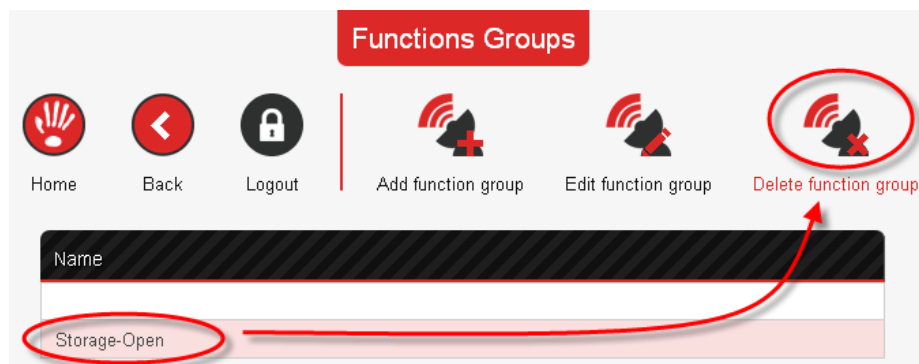 Functions Groups
Home Back Logout Add function group Edit function group Delete function group
Name
Storage-Open